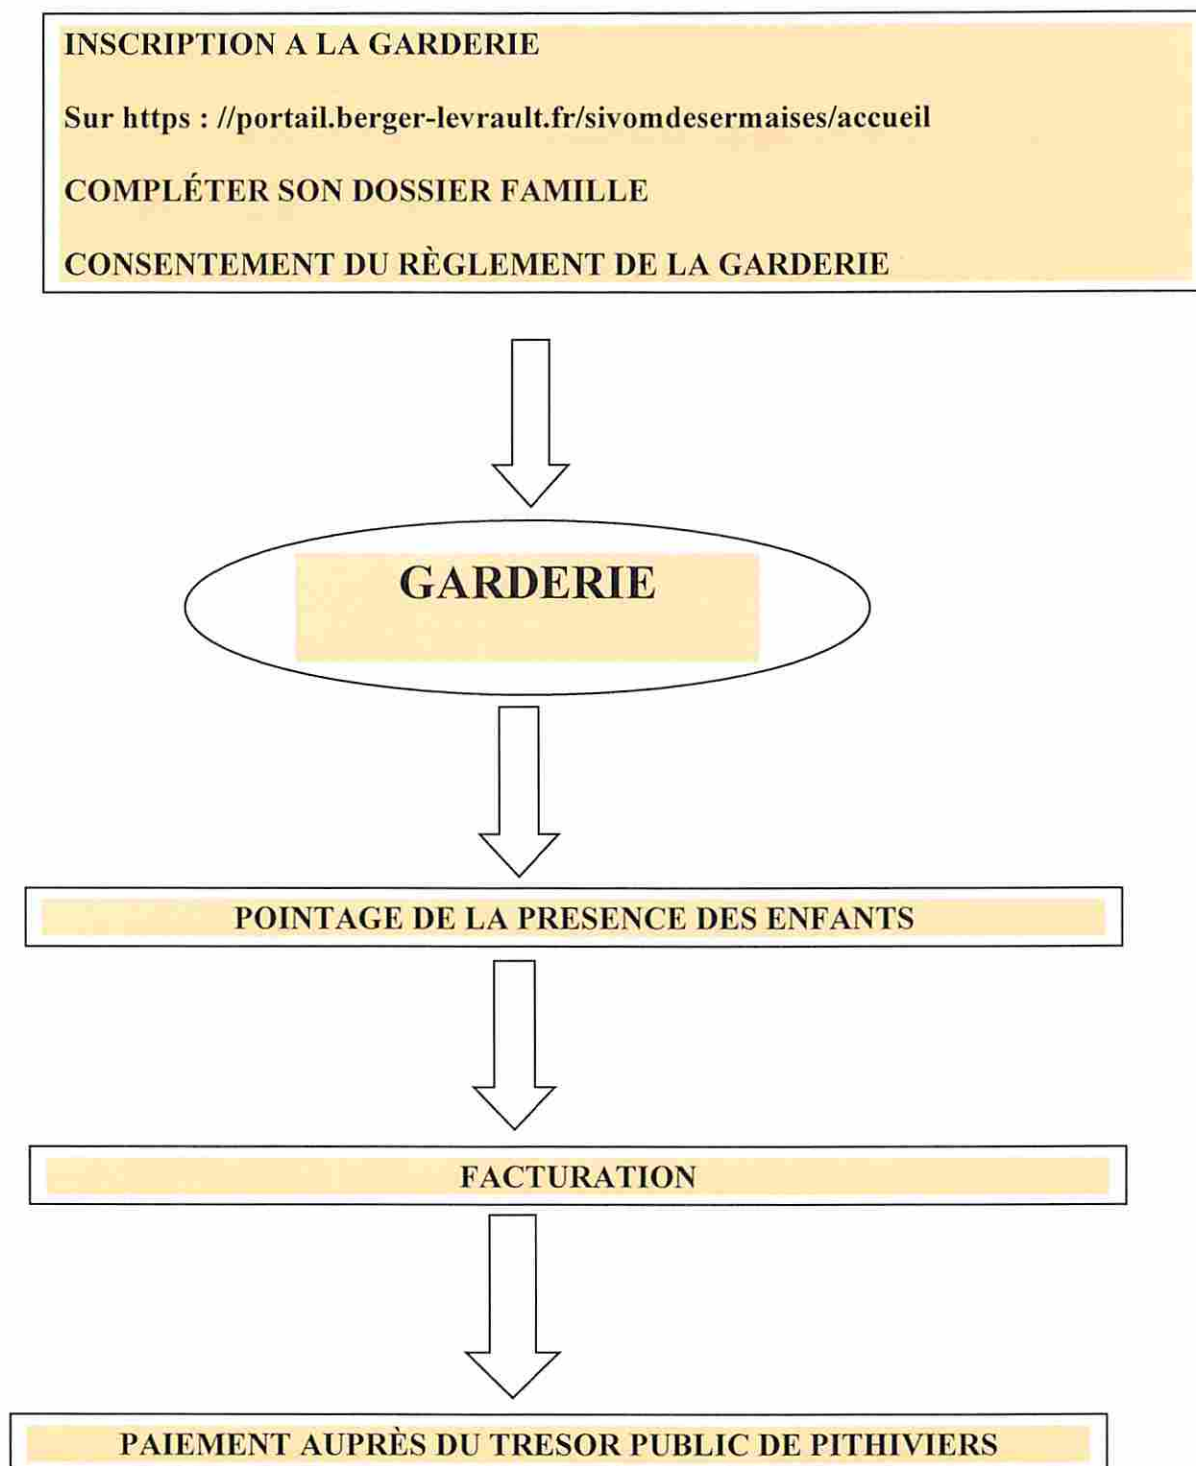 INSCRIPTION A LA GARDERIE
Sur https : //portail.berger-levrault.fr/sivomdesermaises/accueil
COMPLÉTER SON DOSSIER FAMILLE
CONSENTEMENT DU RÈGLEMENT DE LA GARDERIE
GARDERIE
POINTAGE DE LA PRESENCE DES ENFANTS
FACTURATION
PAIEMENT AUPRÈS DU TRESOR PUBLIC DE PITHIVIERS